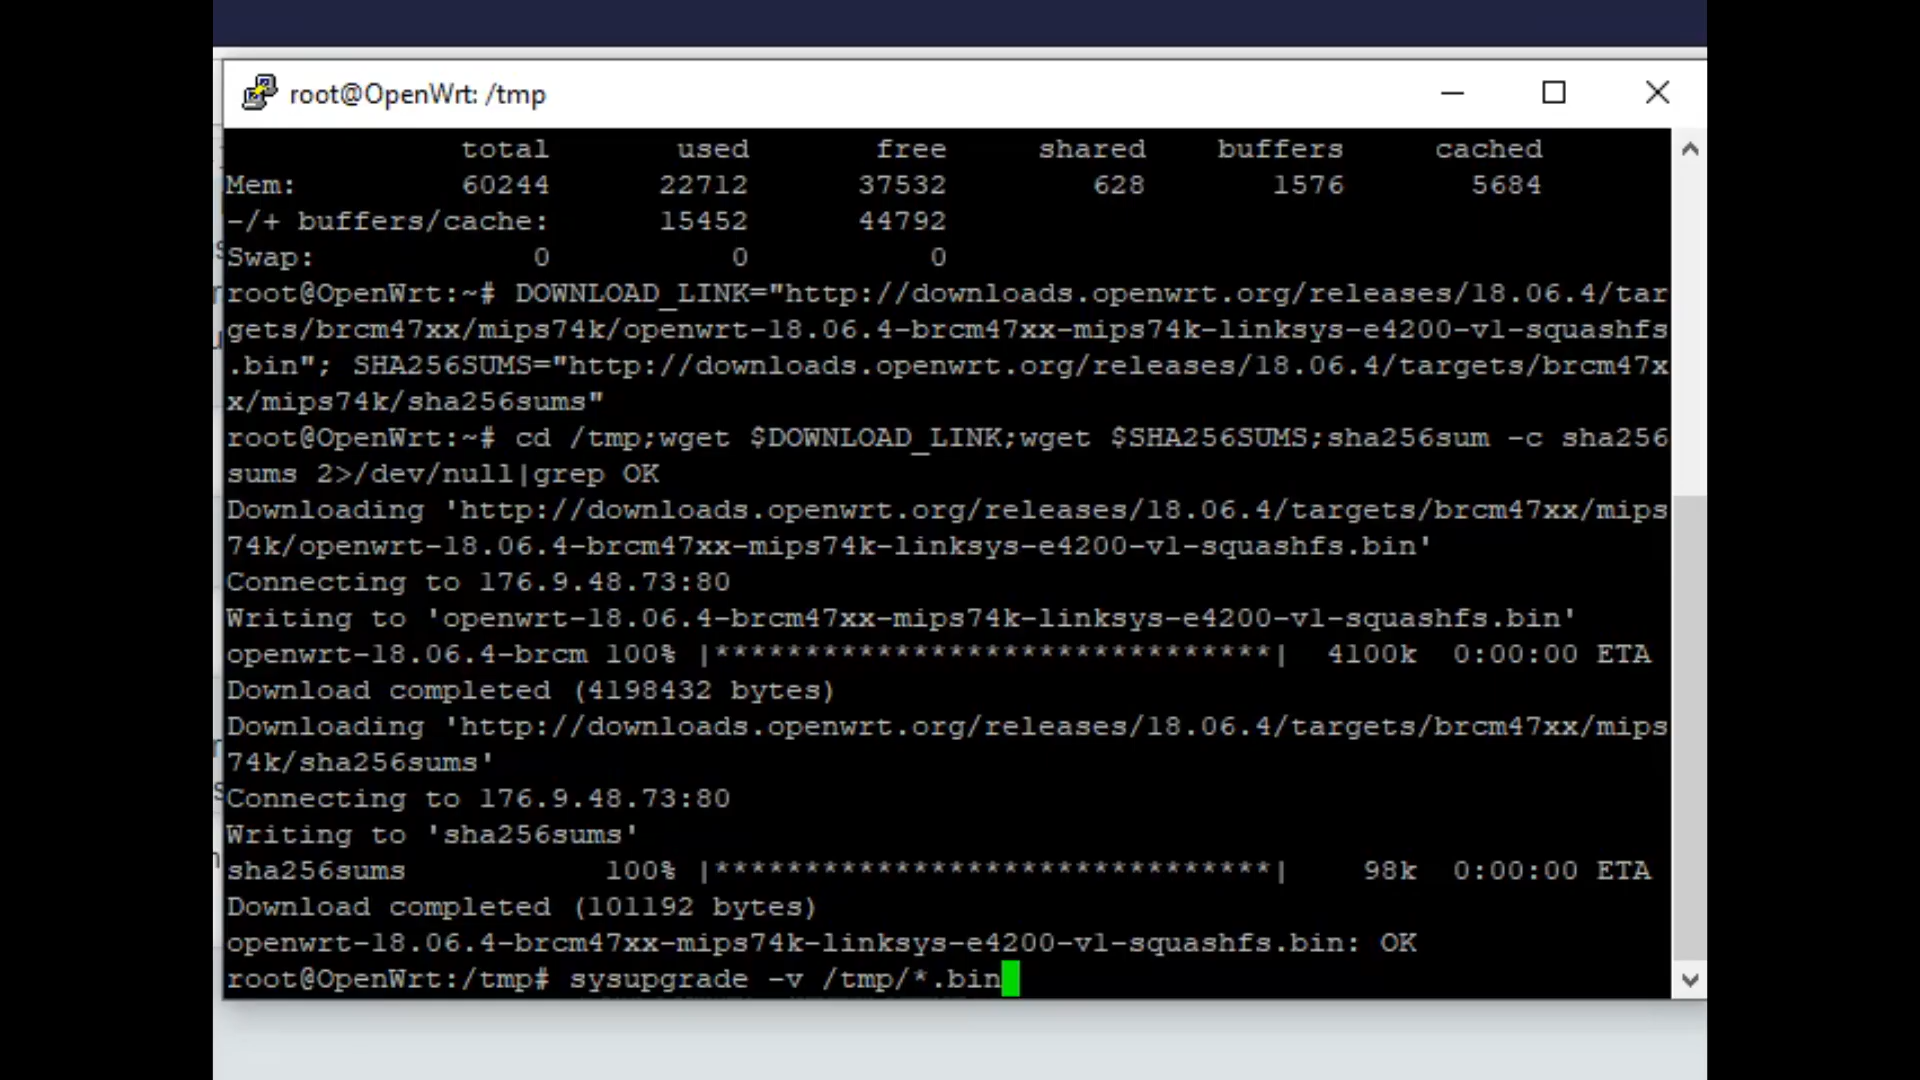 root@OpenWrt: /tmp
total used free shared buffers cached
Mem: 60244 22712 37532 628 1576 5684
-/+ buffers/cache: 15452 44792
Swap: 0 0 0
root@OpenWrt:~# DOWNLOAD_LINK="http://downloads.openwrt.org/releases/18.06.4/tar
gets/brcm47xx/mips74k/openwrt-18.06.4-brcm47xx-mips74k-linksys-e4200-v1-squashfs
.bin"; SHA256SUMS="http://downloads.openwrt.org/releases/18.06.4/targets/brcm47x
x/mips74k/sha256sums"
root@OpenWrt:~# cd /tmp;wget $DOWNLOAD_LINK;wget $SHA256SUMS;sha256sum -c sha256
sums 2>/dev/null|grep OK
Downloading 'http://downloads.openwrt.org/releases/18.06.4/targets/brcm47xx/mips
74k/openwrt-18.06.4-brcm47xx-mips74k-linksys-e4200-v1-squashfs.bin'
Connecting to 176.9.48.73:80
Writing to 'openwrt-18.06.4-brcm47xx-mips74k-linksys-e4200-v1-squashfs.bin'
openwrt-18.06.4-brcm 100% |*******************************| 4100k 0:00:00 ETA
Download completed (4198432 bytes)
Downloading 'http://downloads.openwrt.org/releases/18.06.4/targets/brcm47xx/mips
74k/sha256sums'
Connecting to 176.9.48.73:80
Writing to 'sha256sums'
sha256sums 100% |*******************************| 98k 0:00:00 ETA
Download completed (101192 bytes)
openwrt-18.06.4-brcm47xx-mips74k-linksys-e4200-v1-squashfs.bin: OK
root@OpenWrt:/tmp# sysupgrade -v /tmp/*.bin